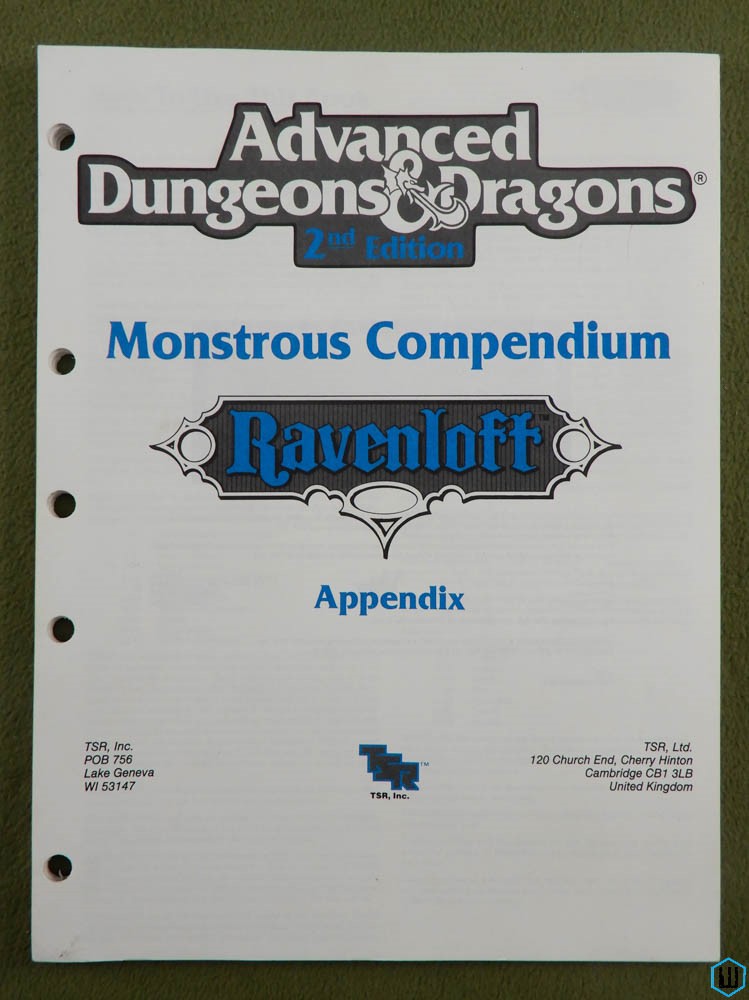 Advanced
Dungeons & Dragons®
2nd Edition
Monstrous Compendium
Ravenloft™
Appendix
TSR, Inc.
POB 756
Lake Geneva
WI 53147
TSR™
TSR, Inc.
TSR, Ltd.
120 Church End, Cherry Hinton
Cambridge CB1 3LB
United Kingdom